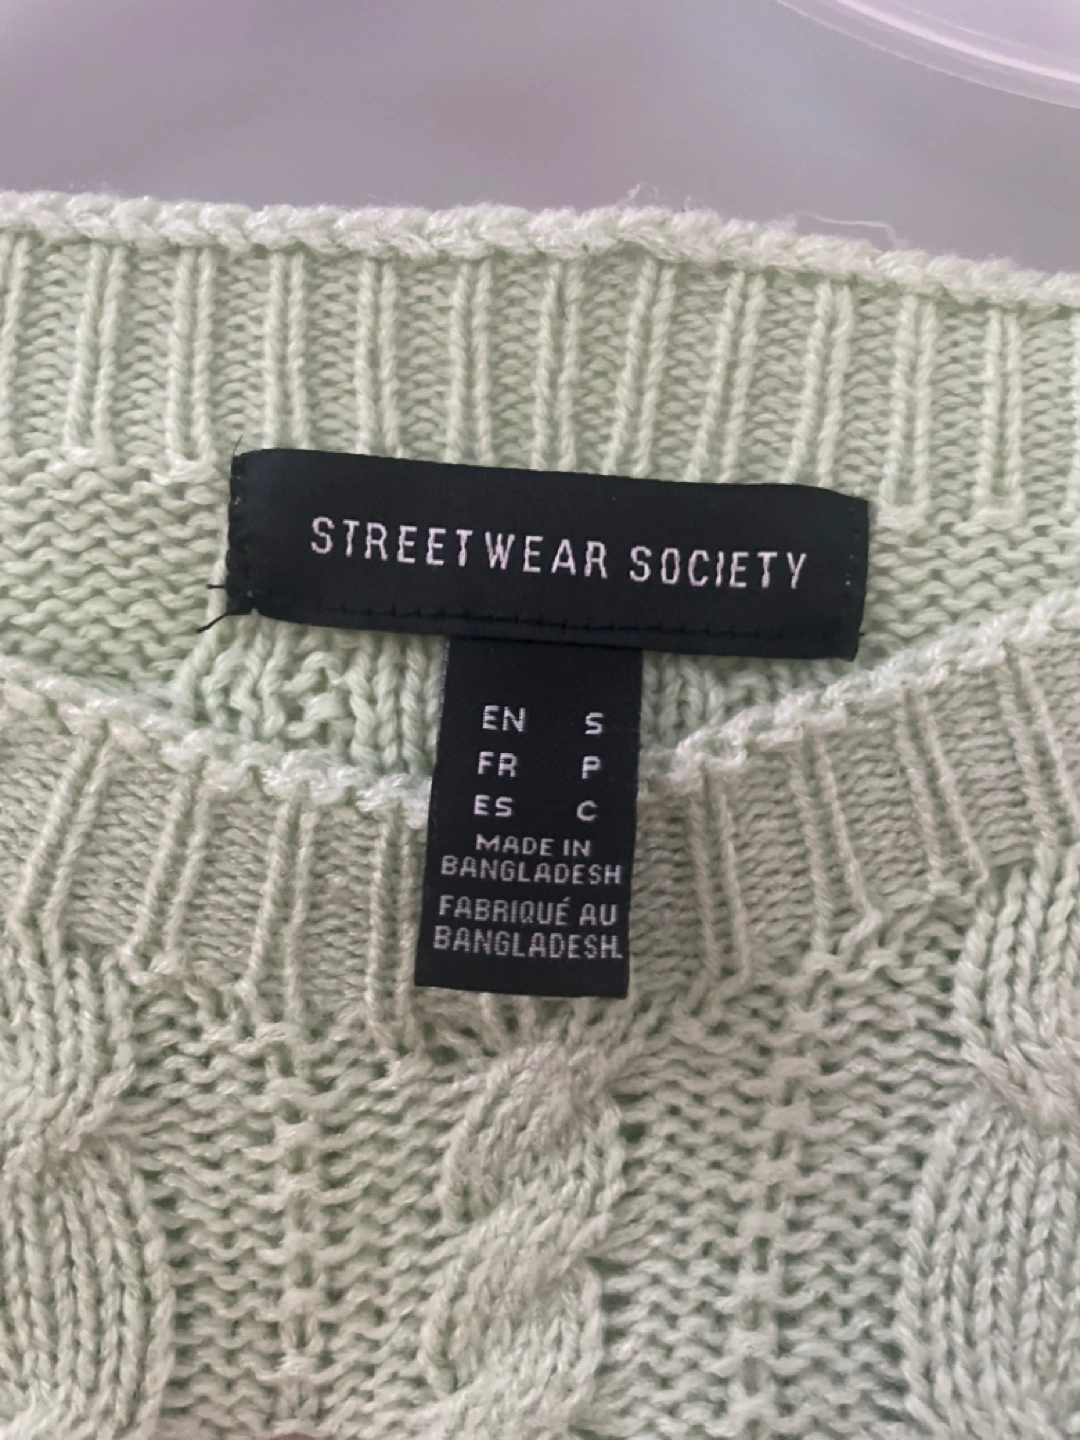 STREETWEAR SOCIETY
EN S
FR P
ES C
MADE IN
BANGLADESH
FABRIQUÉ AU
BANGLADESH.